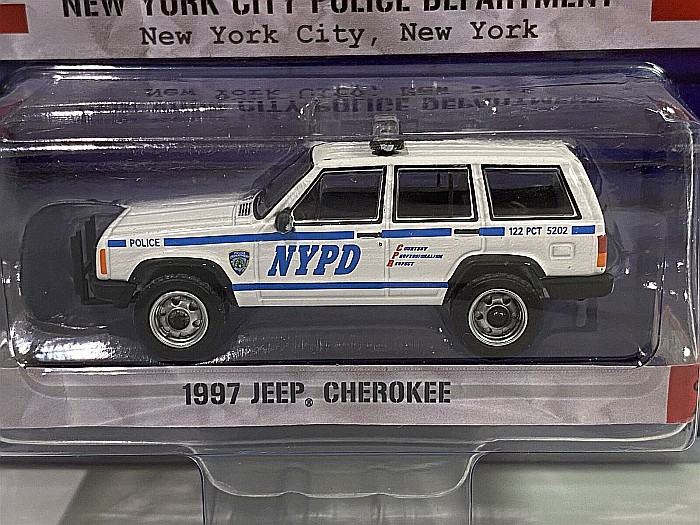 NEW YORK CITY POLICE DEPARTMENT
New York City, New York
POLICE
NYPD
Courtesy
Professionalism
Respect
122 PCT 5202
1997 JEEP® CHEROKEE